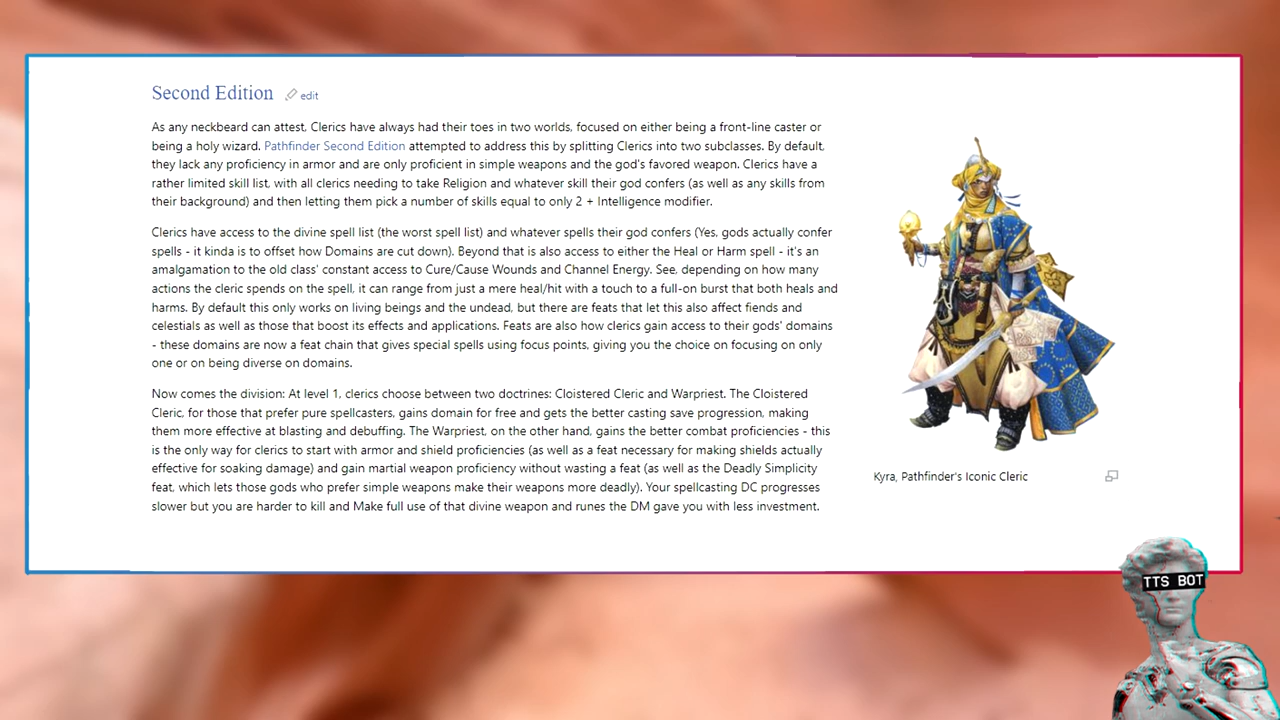 Second Edition edit
As any neckbeard can attest, Clerics have always had their toes in two worlds, focused on either being a front-line caster or
being a holy wizard. Pathfinder Second Edition attempted to address this by splitting Clerics into two subclasses. By default,
they lack any proficiency in armor and are only proficient in simple weapons and the god's favored weapon. Clerics have a
rather limited skill list, with all clerics needing to take Religion and whatever skill their god confers (as well as any skills from
their background) and then letting them pick a number of skills equal to only 2 + Intelligence modifier.
Clerics have access to the divine spell list (the worst spell list) and whatever spells their god confers (Yes, gods actually confer
spells - it kinda is to offset how Domains are cut down). Beyond that is also access to either the Heal or Harm spell - it's an
amalgamation to the old class' constant access to Cure/Cause Wounds and Channel Energy. See, depending on how many
actions the cleric spends on the spell, it can range from just a mere heal/hit with a touch to a full-on burst that both heals and
harms. By default this only works on living beings and the undead, but there are feats that let this also affect fiends and
celestials as well as those that boost its effects and applications. Feats are also how clerics gain access to their gods' domains
- these domains are now a feat chain that gives special spells using focus points, giving you the choice on focusing on only
one or on being diverse on domains.
Now comes the division: At level 1, clerics choose between two doctrines: Cloistered Cleric and Warpriest. The Cloistered
Cleric, for those that prefer pure spellcasters, gains domain for free and gets the better casting save progression, making
them more effective at blasting and debuffing. The Warpriest, on the other hand, gains the better combat proficiencies - this
is the only way for clerics to start with armor and shield proficiencies (as well as a feat necessary for making shields actually
effective for soaking damage) and gain martial weapon proficiency without wasting a feat (as well as the Deadly Simplicity
feat, which lets those gods who prefer simple weapons make their weapons more deadly). Your spellcasting DC progresses
slower but you are harder to kill and Make full use of that divine weapon and runes the DM gave you with less investment.
Kyra, Pathfinder's Iconic Cleric
TTS BOT